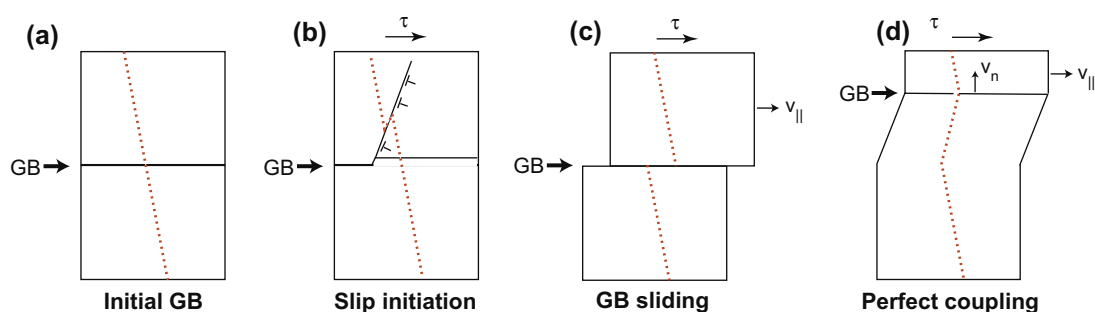 (a)
GB
Initial GB
(b)
τ
GB
Slip initiation
(c)
τ
v||
GB
GB sliding
(d)
τ
vn
v||
GB
Perfect coupling